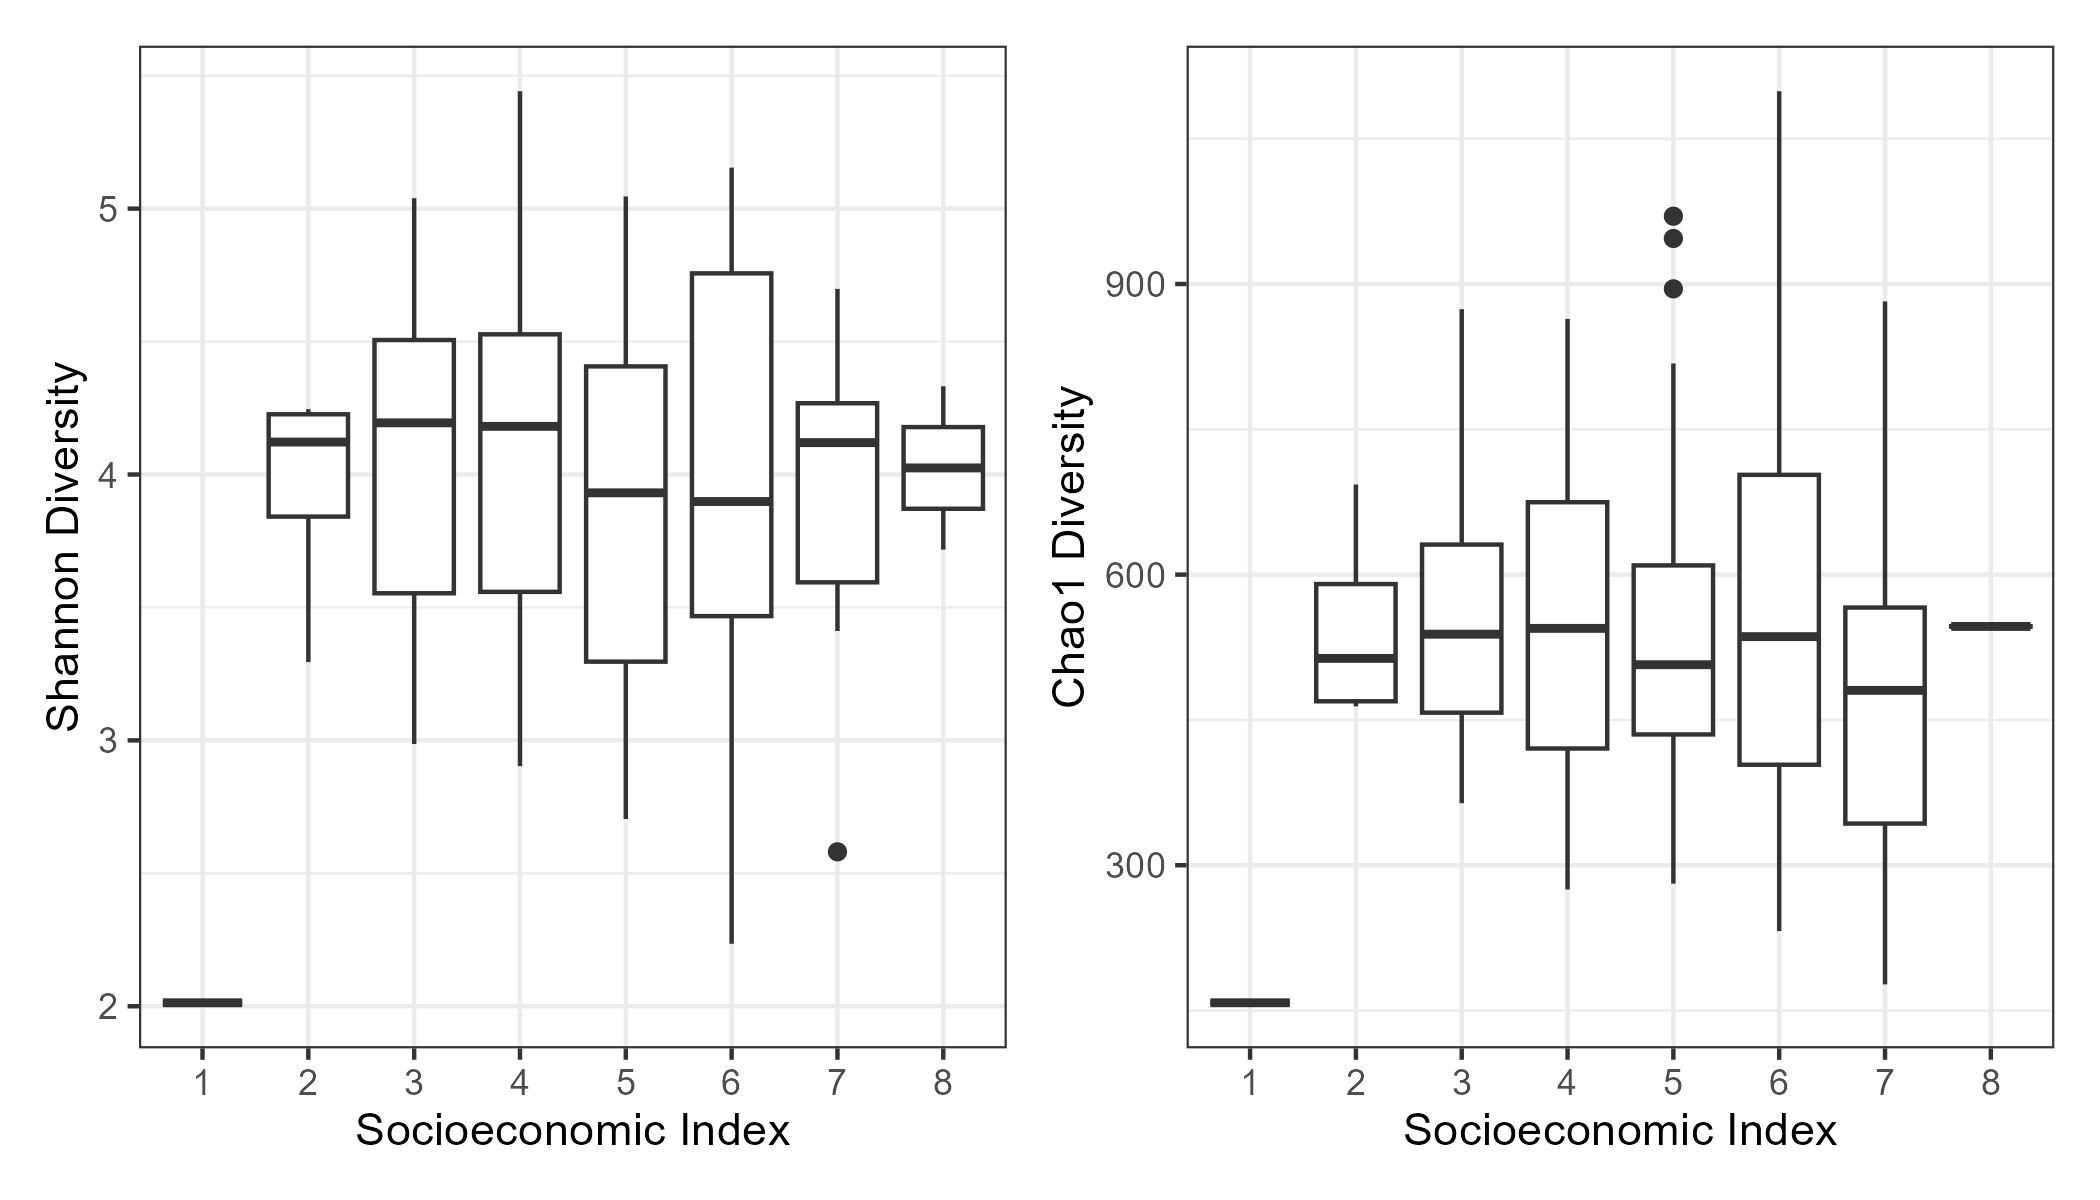 Shannon Diversity
5
4
3
2
1 2 3 4 5 6 7 8
Socioeconomic Index
Chao1 Diversity
900
600
300
1 2 3 4 5 6 7 8
Socioeconomic Index